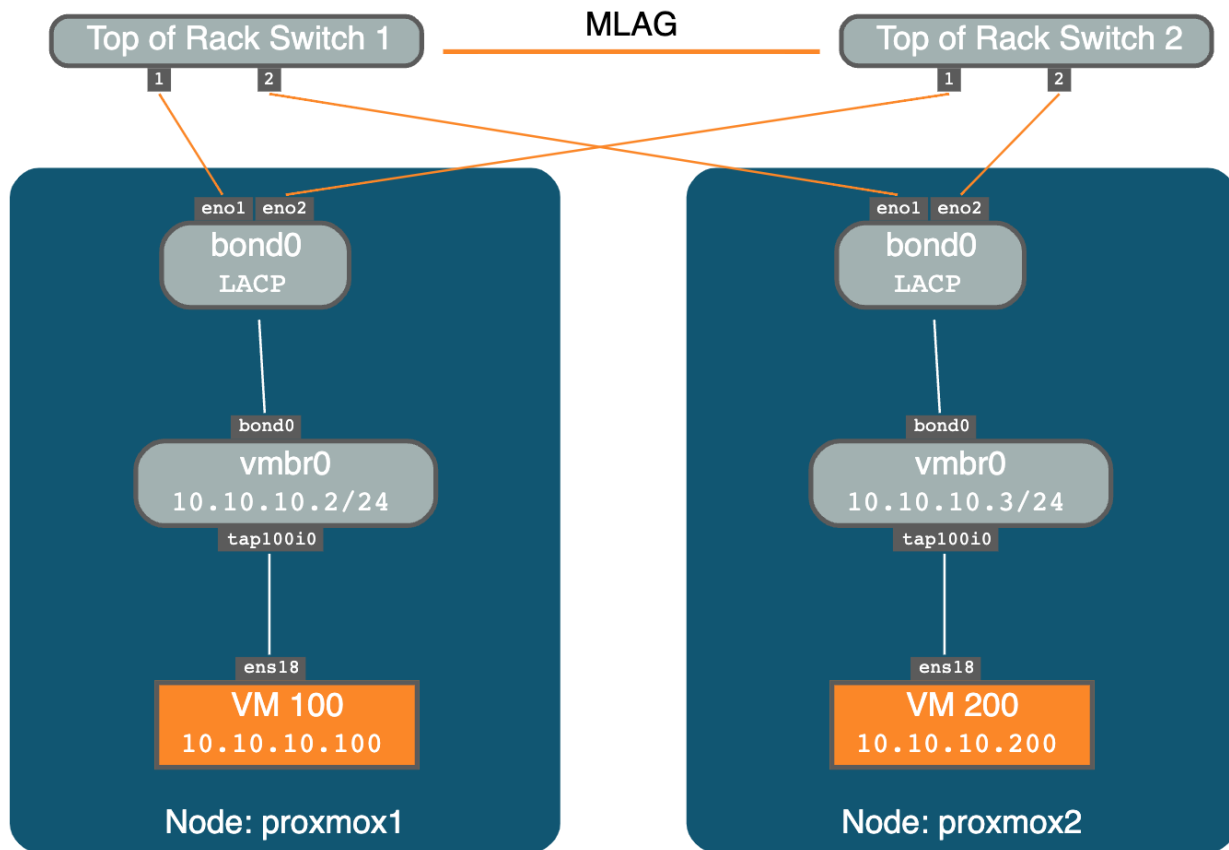 MLAG
Top of Rack Switch 1
Top of Rack Switch 2
1
2
1
2
eno1
eno2
bond0
LACP
bond0
vmbr0
10.10.10.2/24
tap100i0
ens18
VM 100
10.10.10.100
Node: proxmox1
eno1
eno2
bond0
LACP
bond0
vmbr0
10.10.10.3/24
tap100i0
ens18
VM 200
10.10.10.200
Node: proxmox2